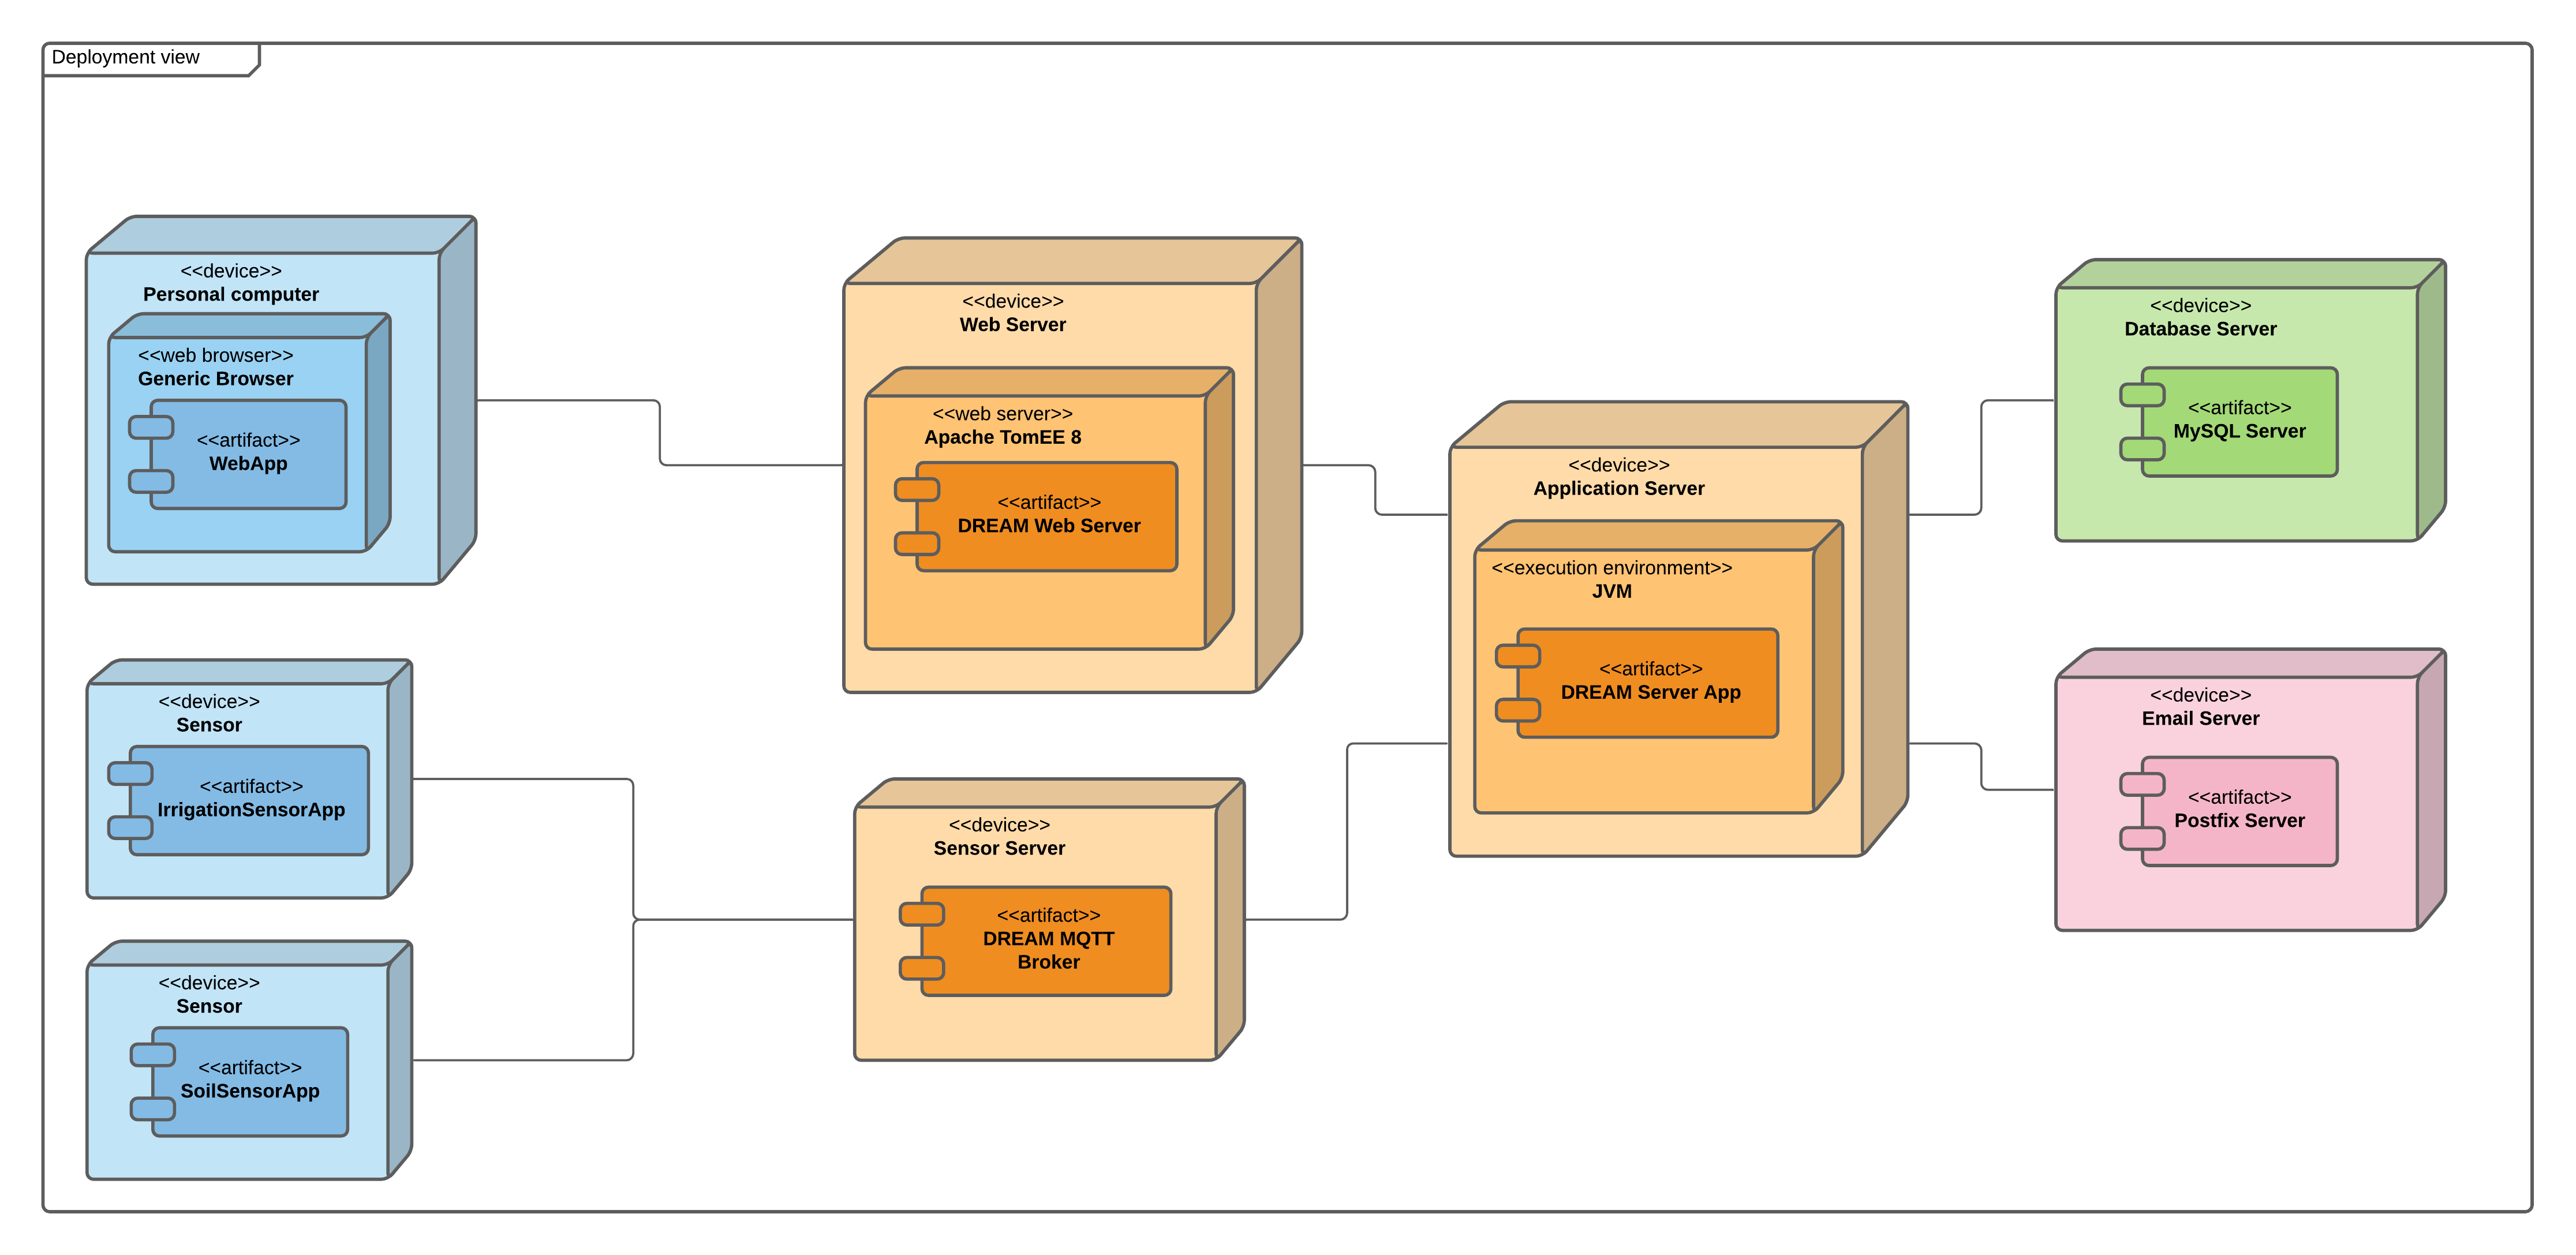 Deployment view
<<device>>
Personal computer
<<web browser>>
Generic Browser
<<artifact>>
WebApp
<<device>>
Sensor
<<artifact>>
IrrigationSensorApp
<<device>>
Sensor
<<artifact>>
SoilSensorApp
<<device>>
Web Server
<<web server>>
Apache TomEE 8
<<artifact>>
DREAM Web Server
<<device>>
Sensor Server
<<artifact>>
DREAM MQTT
Broker
<<device>>
Application Server
<<execution environment>>
JVM
<<artifact>>
DREAM Server App
<<device>>
Database Server
<<artifact>>
MySQL Server
<<device>>
Email Server
<<artifact>>
Postfix Server